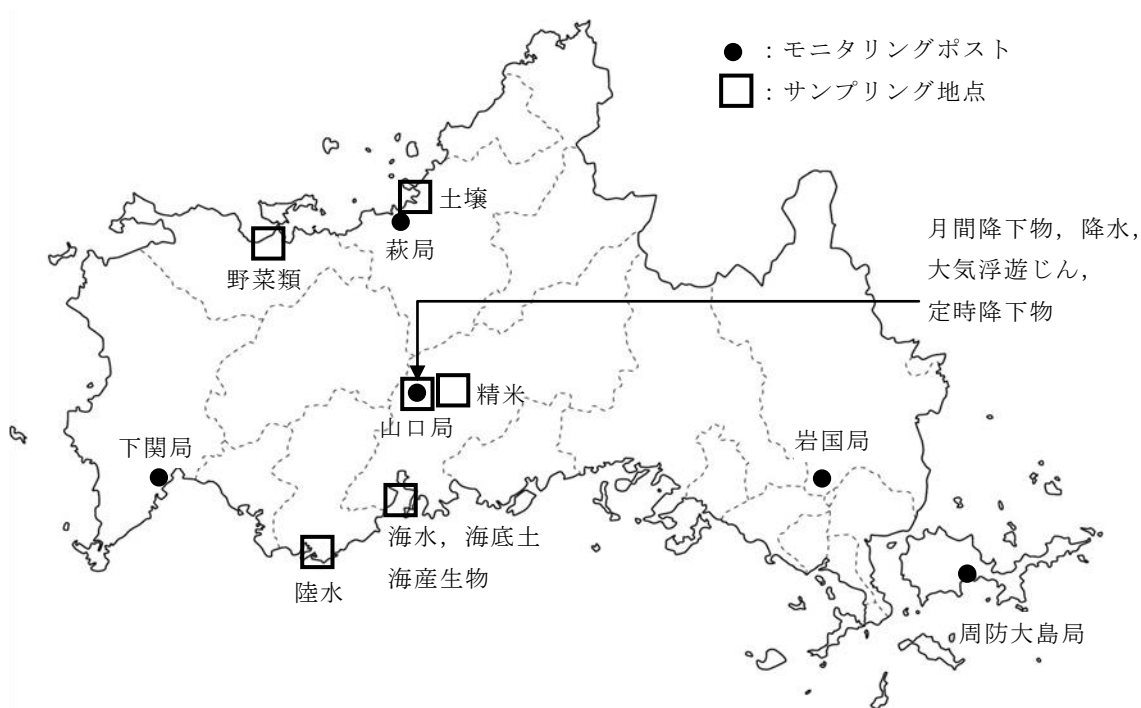 ●：モニタリングポスト
□：サンプリング地点
土壌
萩局
野菜類
月間降下物，降水，
大気浮遊じん，
定時降下物
精米
山口局
下関局
岩国局
海水，海底土
海産生物
陸水
周防大島局